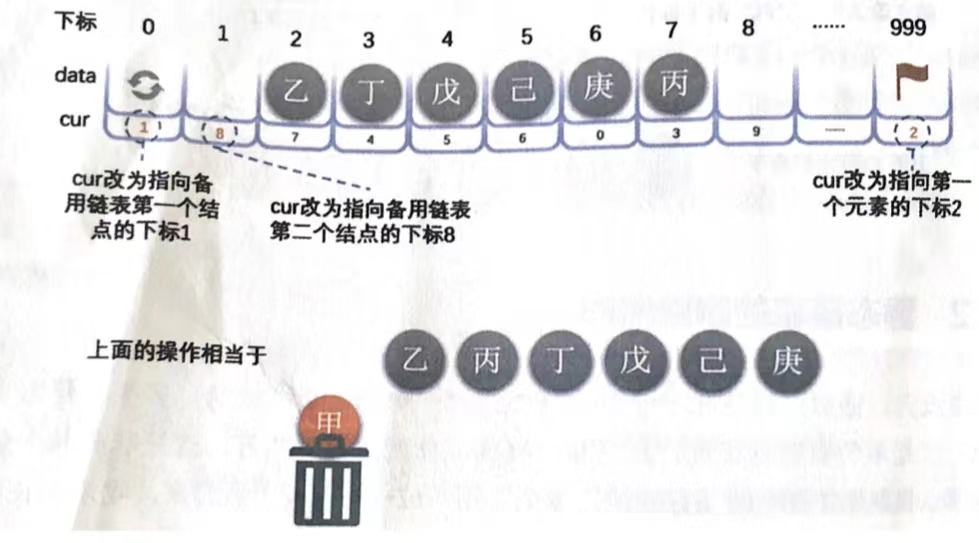 下标 0 1 2 3 4 5 6 7 8 …… 999
data 乙 丁 戊 己 庚 丙
cur 1 8 7 4 5 6 0 3 9 …… 2
cur改为指向备
用链表第一个结
点的下标1
cur改为指向备用链表
第二个结点的下标8
cur改为指向第一
个元素的下标2
上面的操作相当于
乙 丙 丁 戊 己 庚
甲